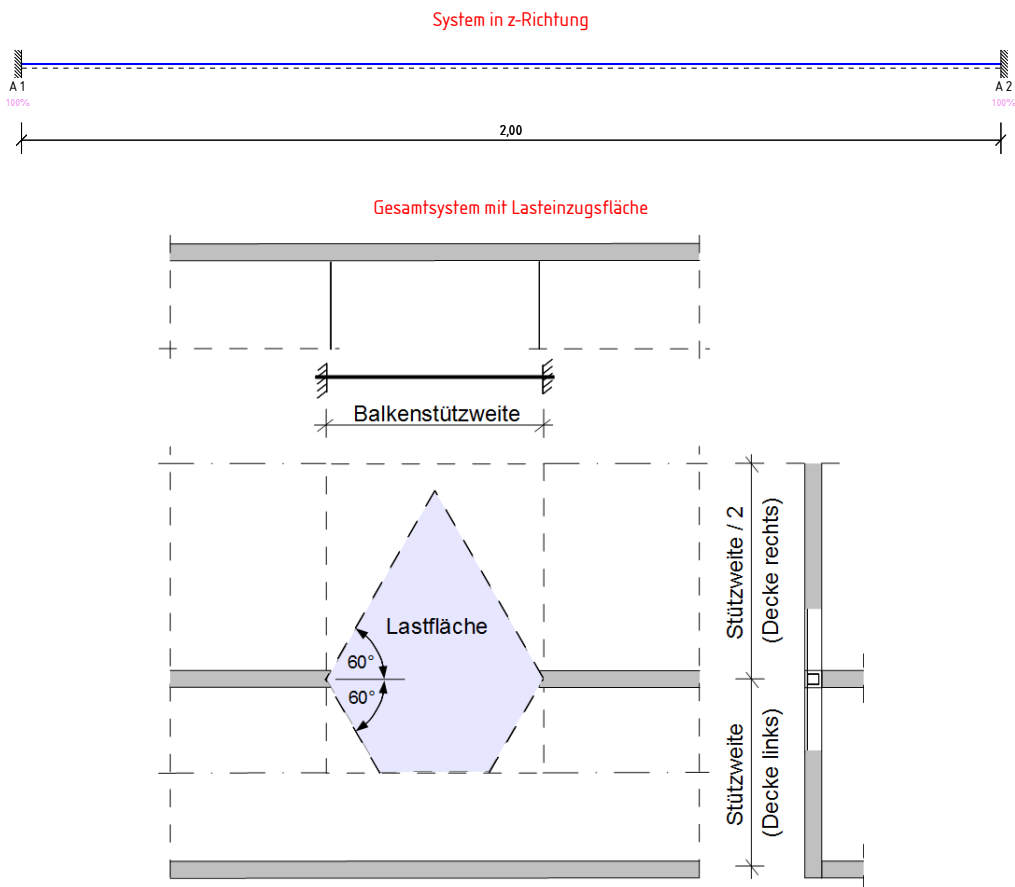 System in z-Richtung
A 1
A 2
100%
100%
2,00
Gesamtsystem mit Lasteinzugsfläche
Balkenstützweite
Lastfläche
60°
60°
Stützweite / 2
(Decke rechts)
Stützweite
(Decke links)